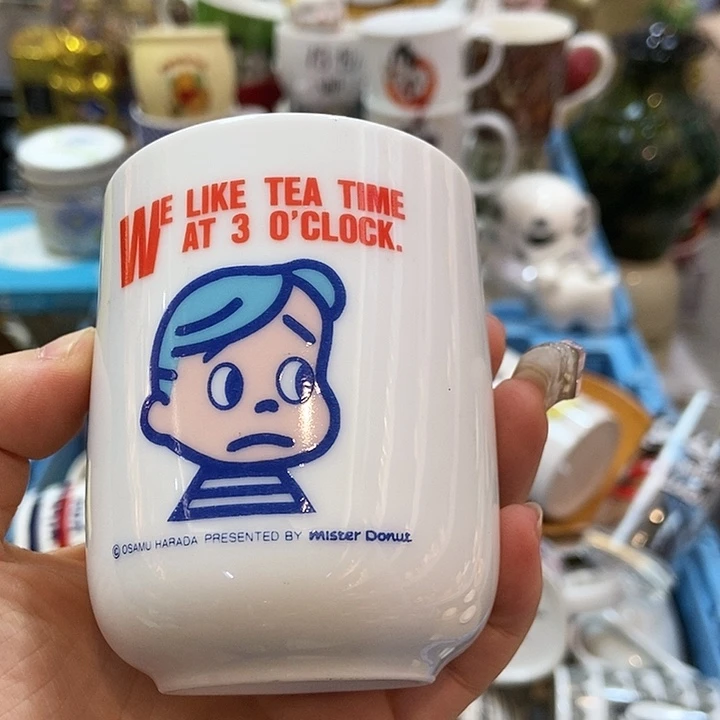 WE LIKE TEA TIME
AT 3 O'CLOCK.
© OSAMU HARADA PRESENTED BY mister Donut